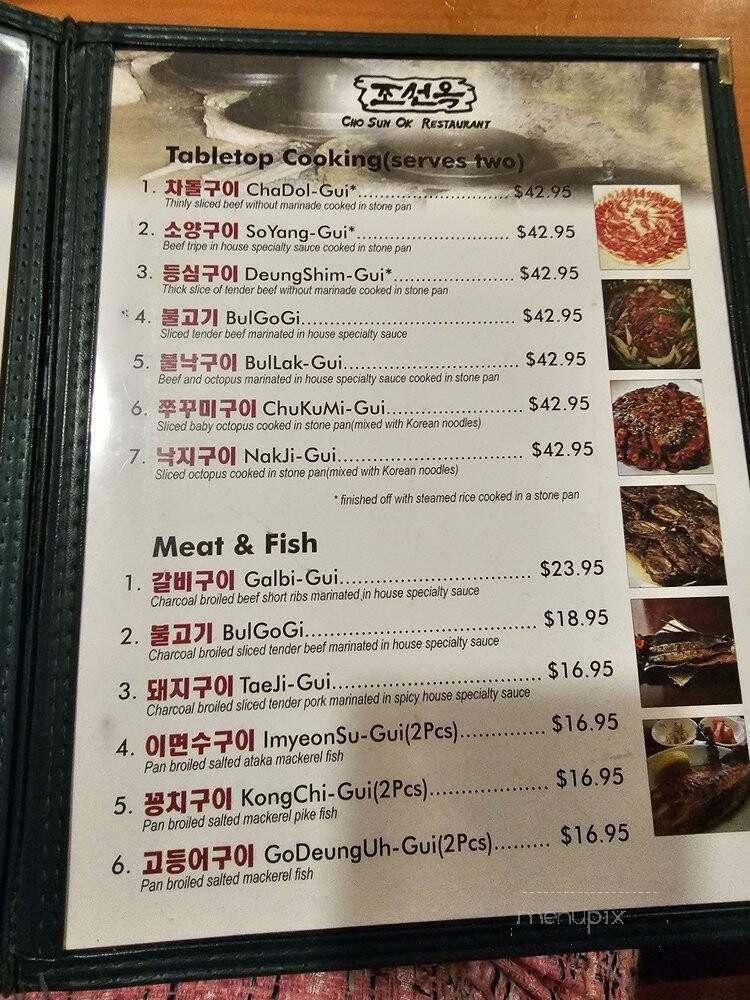 조선옥
CHO SUN OK RESTAURANT
Tabletop Cooking(serves two)
1. 차돌구이 ChaDol-Gui*.................................$42.95
Thinly sliced beef without marinade cooked in stone pan
2. 소양구이 SoYang-Gui*................................. $42.95
Beef tripe in house specialty sauce cooked in stone pan
3. 등심구이 DeungShim-Gui*..................... $42.95
Thick slice of tender beef without marinade cooked in stone pan
4. 불고기 BulGoGi....................................... $42.95
Sliced tender beef marinated in house specialty sauce
5. 불낙구이 BulLak-Gui................................ $42.95
Beef and octopus marinated in house specialty sauce cooked in stone pan
6. 쭈꾸미구이 ChuKuMi-Gui........................ $42.95
Sliced baby octopus cooked in stone pan(mixed with Korean noodles)
7. 낙지구이 NakJi-Gui................................. $42.95
Sliced octopus cooked in stone pan(mixed with Korean noodles)
* finished off with steamed rice cooked in a stone pan
Meat & Fish
1. 갈비구이 Galbi-Gui.................................. $23.95
Charcoal broiled beef short ribs marinated in house specialty sauce
2. 불고기 BulGoGi......................................... $18.95
Charcoal broiled sliced tender beef marinated in house specialty sauce
3. 돼지구이 TaeJi-Gui.................................... $16.95
Charcoal broiled sliced tender pork marinated in spicy house specialty sauce
4. 이면수구이 ImyeonSu-Gui(2Pcs)............... $16.95
Pan broiled salted ataka mackerel fish
5. 꽁치구이 KongChi-Gui(2Pcs)..................... $16.95
Pan broiled salted mackerel pike fish
6. 고등어구이 GoDeungUh-Gui(2Pcs)......... $16.95
Pan broiled salted mackerel fish
menupix